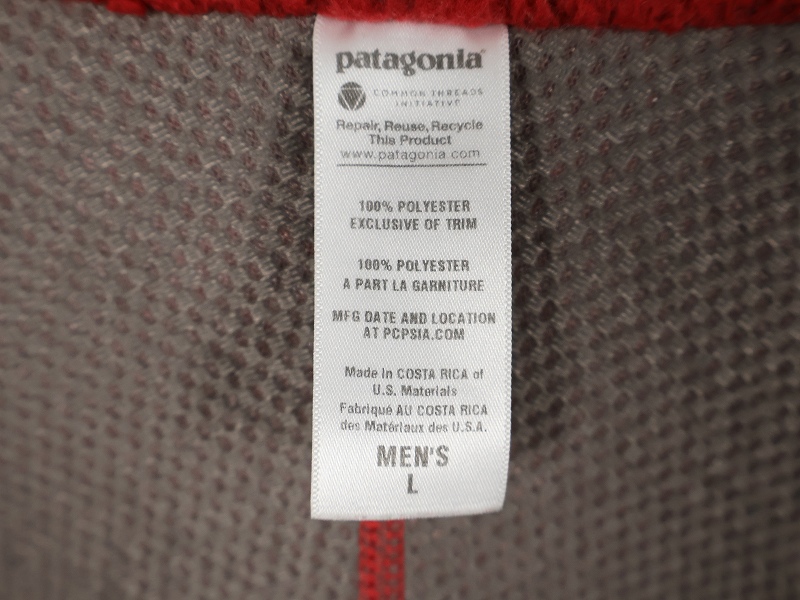 patagonia
COMMON THREADS
INITIATIVE
Repair, Reuse, Recycle
This Product
www.patagonia.com
100% POLYESTER
EXCLUSIVE OF TRIM
100% POLYESTER
A PART LA GARNITURE
MFG DATE AND LOCATION
AT PCPSIA.COM
Made in COSTA RICA of
U.S. Materials
Fabriqué AU COSTA RICA
des Matériaux des U.S.A.
MEN'S
L